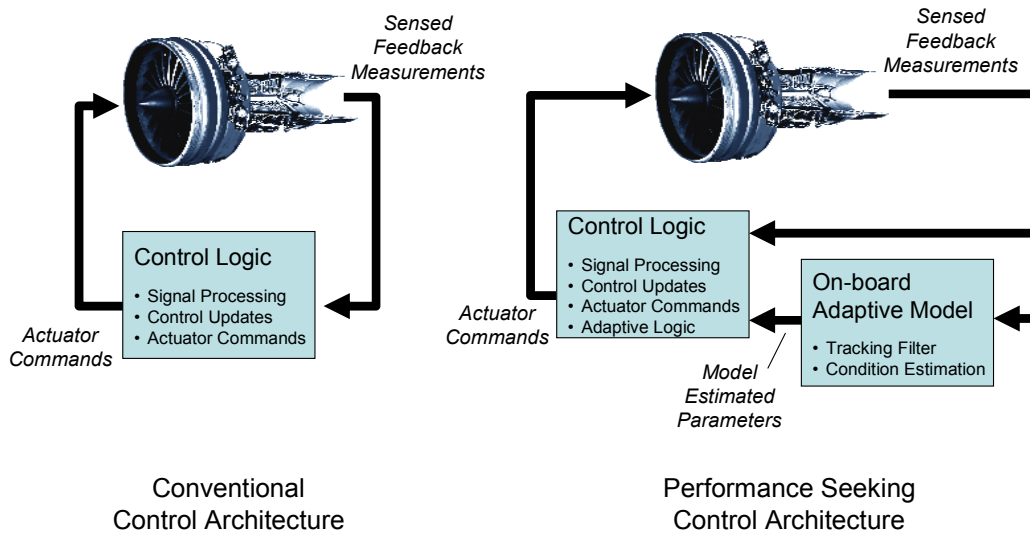 Sensed
Feedback
Measurements
Control Logic
• Signal Processing
• Control Updates
• Actuator Commands
Actuator
Commands
Conventional
Control Architecture
Sensed
Feedback
Measurements
Control Logic
• Signal Processing
• Control Updates
• Actuator Commands
• Adaptive Logic
Actuator
Commands
On-board
Adaptive Model
• Tracking Filter
• Condition Estimation
Model
Estimated
Parameters
Performance Seeking
Control Architecture